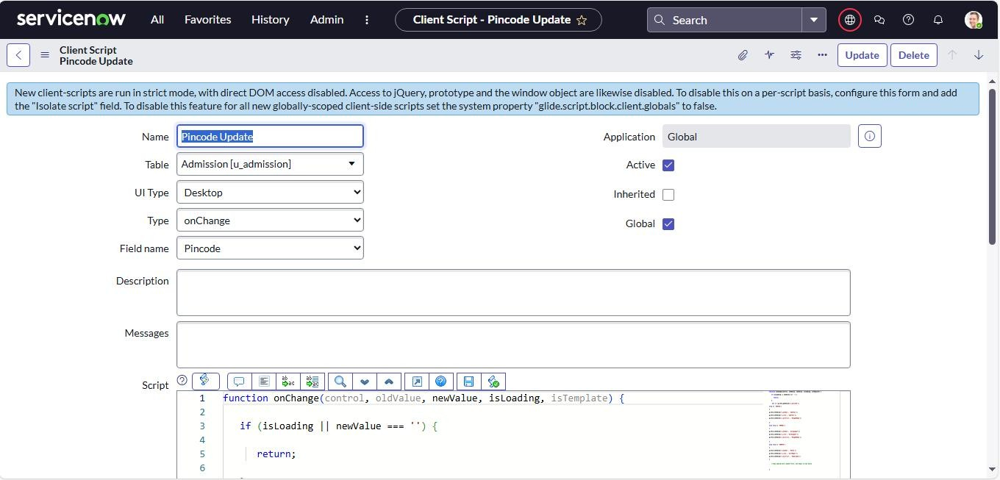 servicenow All Favorites History Admin Client Script - Pincode Update Search
Client Script
Pincode Update
Update Delete
New client-scripts are run in strict mode, with direct DOM access disabled. Access to jQuery, prototype and the window object are likewise disabled. To disable this on a per-script basis, configure this form and add
the "Isolate script" field. To disable this feature for all new globally-scoped client-side scripts set the system property "glide.script.block.client.globals" to false.
Name Pincode Update
Application Global
Table Admission [u_admission]
Active
UI Type Desktop
Inherited
Type onChange
Global
Field name Pincode
Description
Messages
Script
1 function onChange(control, oldValue, newValue, isLoading, isTemplate) {
2
3 if (isLoading || newValue === '') {
4
5 return;
6